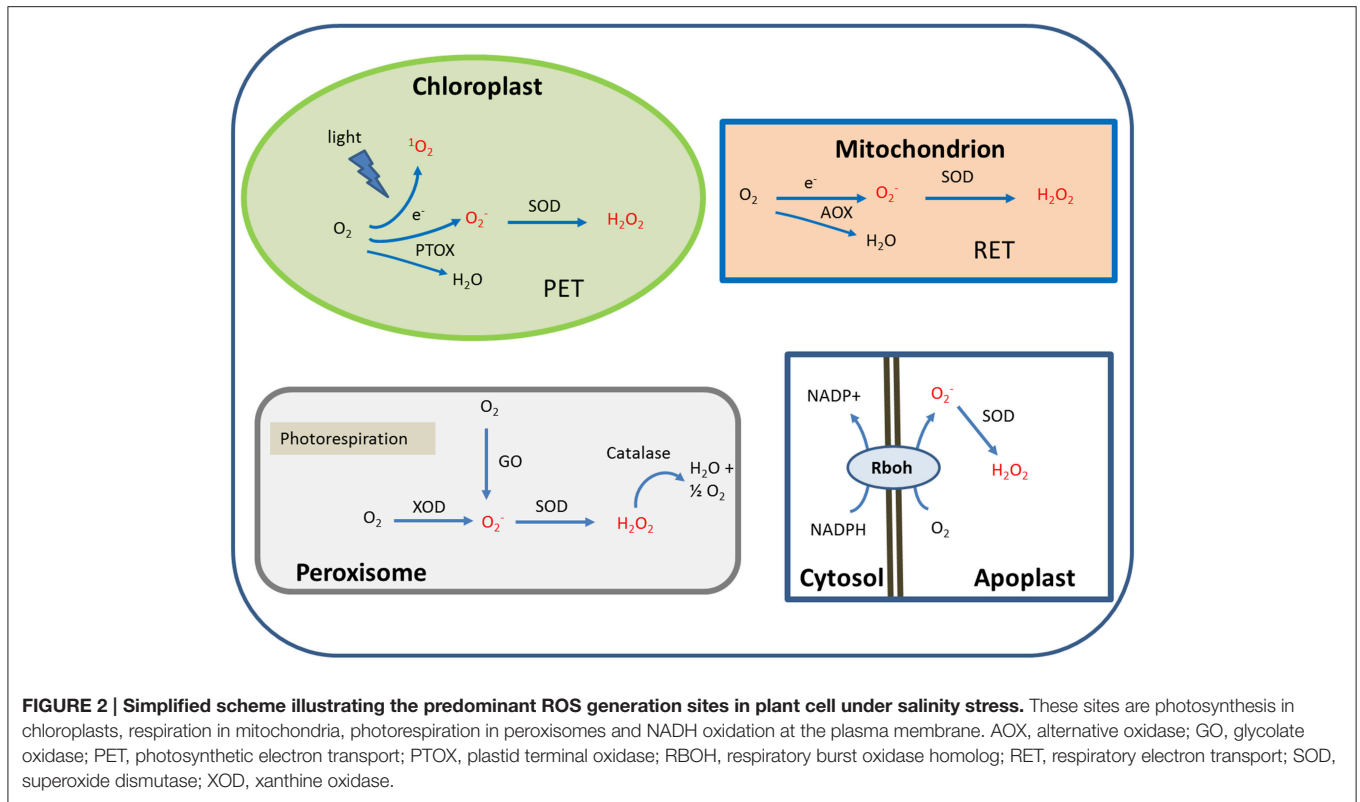 Chloroplast
light
¹O₂
O₂
e⁻
O₂⁻
SOD
H₂O₂
PTOX
H₂O
PET
Mitochondrion
O₂
e⁻
O₂⁻
SOD
H₂O₂
AOX
H₂O
RET
Photorespiration
O₂
GO
O₂
XOD
O₂⁻
SOD
H₂O₂
Catalase
H₂O +
½ O₂
Peroxisome
NADP+
O₂⁻
SOD
Rboh
H₂O₂
NADPH
O₂
Cytosol
Apoplast
FIGURE 2 | Simplified scheme illustrating the predominant ROS generation sites in plant cell under salinity stress. These sites are photosynthesis in
chloroplasts, respiration in mitochondria, photorespiration in peroxisomes and NADH oxidation at the plasma membrane. AOX, alternative oxidase; GO, glycolate
oxidase; PET, photosynthetic electron transport; PTOX, plastid terminal oxidase; RBOH, respiratory burst oxidase homolog; RET, respiratory electron transport; SOD,
superoxide dismutase; XOD, xanthine oxidase.